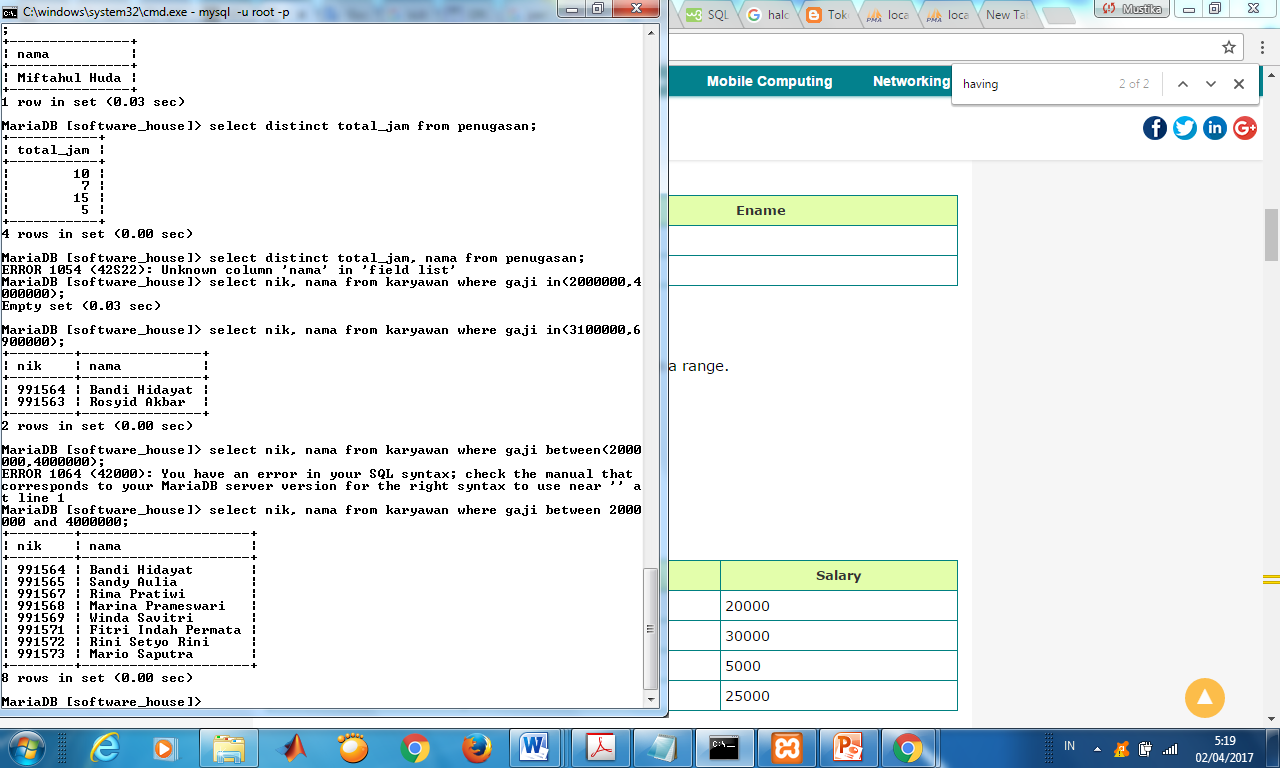 C:\windows\system32\cmd.exe - mysql -u root -p
;
nama
Miftahul Huda
1 row in set (0.03 sec)
MariaDB [software_house]> select distinct total_jam from penugasan;
total_jam
10
7
15
5
4 rows in set (0.00 sec)
MariaDB [software_house]> select distinct total_jam, nama from penugasan;
ERROR 1054 (42S22): Unknown column 'nama' in 'field list'
MariaDB [software_house]> select nik, nama from karyawan where gaji in(2000000,4
000000);
Empty set (0.03 sec)
MariaDB [software_house]> select nik, nama from karyawan where gaji in(3100000,6
900000);
nik | nama
991564 | Bandi Hidayat
991563 | Rosyid Akbar
2 rows in set (0.00 sec)
MariaDB [software_house]> select nik, nama from karyawan where gaji between(2000
000,4000000);
ERROR 1064 (42000): You have an error in your SQL syntax; check the manual that
corresponds to your MariaDB server version for the right syntax to use near '' a
t line 1
MariaDB [software_house]> select nik, nama from karyawan where gaji between 2000
000 and 4000000;
nik | nama
991564 | Bandi Hidayat
991565 | Sandy Aulia
991567 | Rima Pratiwi
991568 | Marina Prameswari
991569 | Winda Savitri
991571 | Fitri Indah Permata
991572 | Rini Setyo Rini
991573 | Mario Saputra
8 rows in set (0.00 sec)
MariaDB [software_house]>
SQL
halo
Tok
loca
loca
New Tal
Mustika
Mobile Computing Networking
having 2 of 2
Ename
a range.
Salary
20000
30000
5000
25000
IN
5:19
02/04/2017